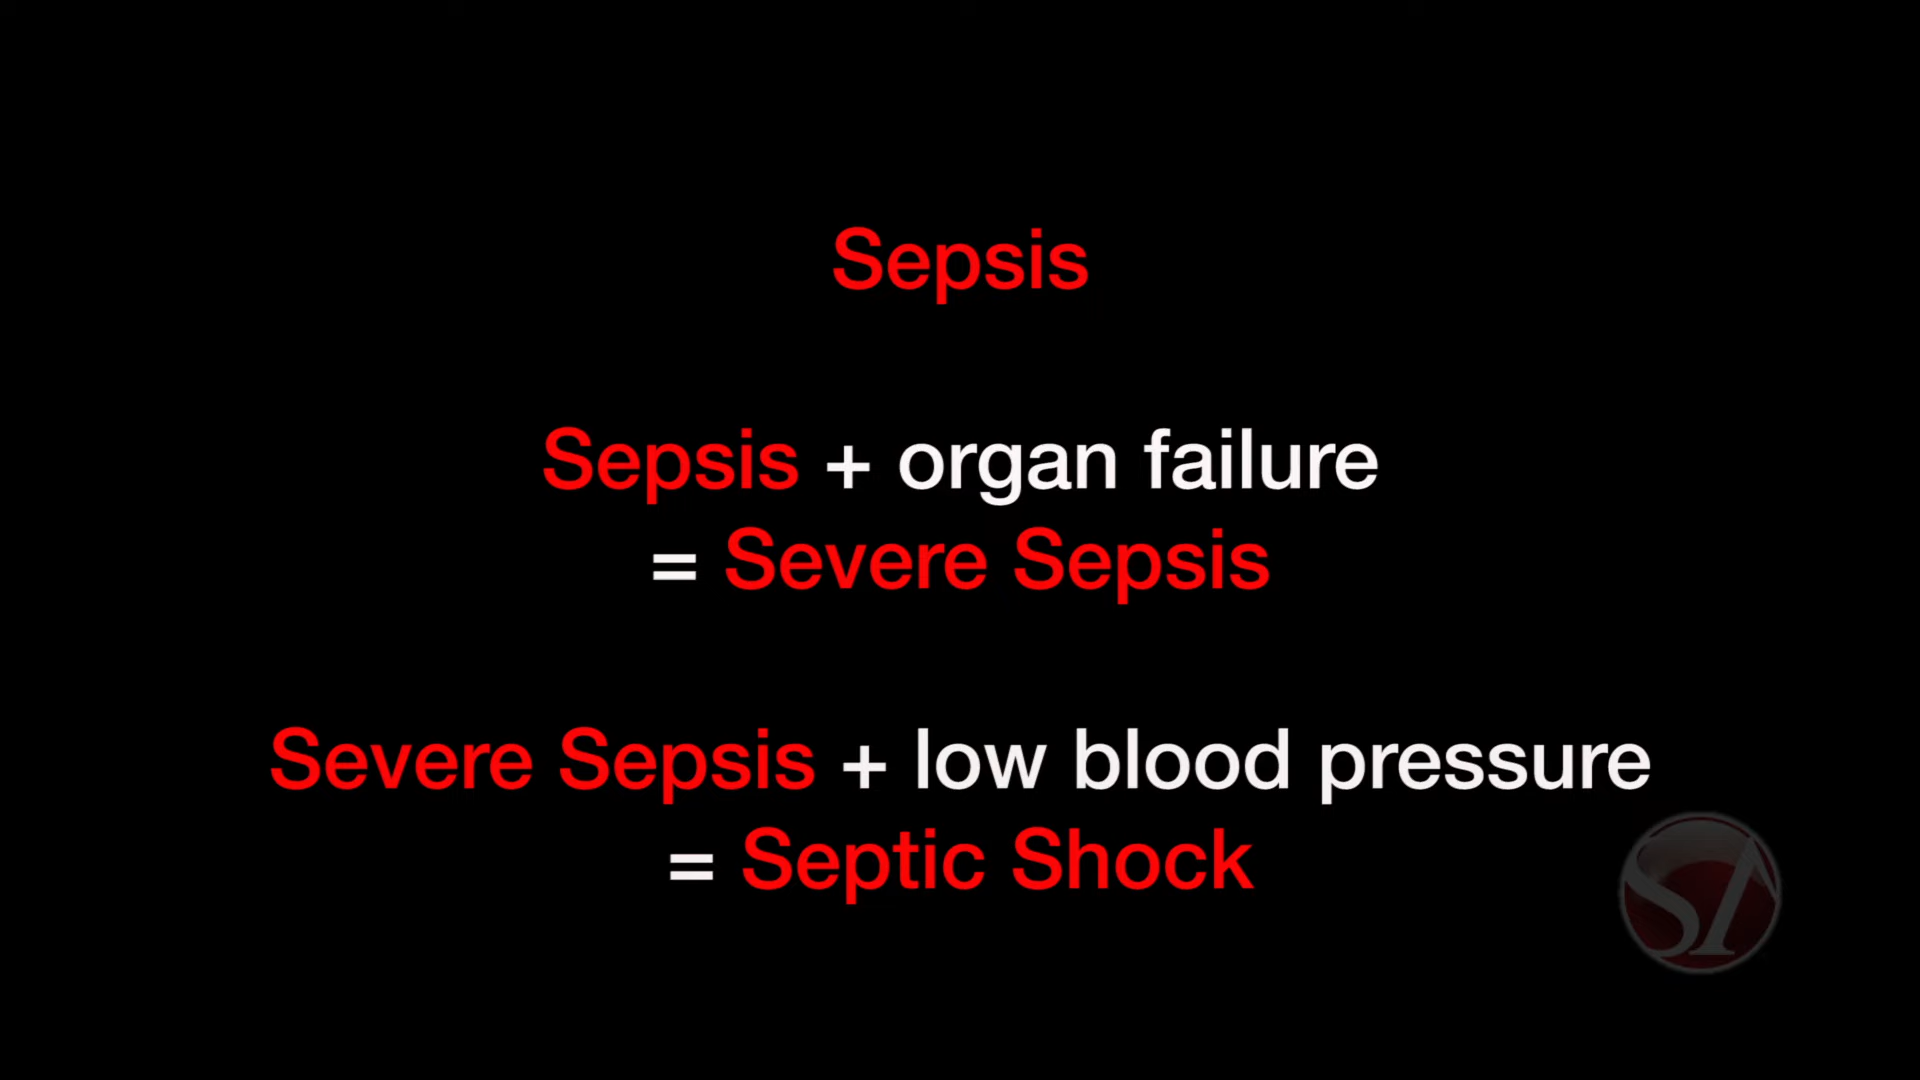 Sepsis
Sepsis + organ failure
= Severe Sepsis
Severe Sepsis + low blood pressure
= Septic Shock